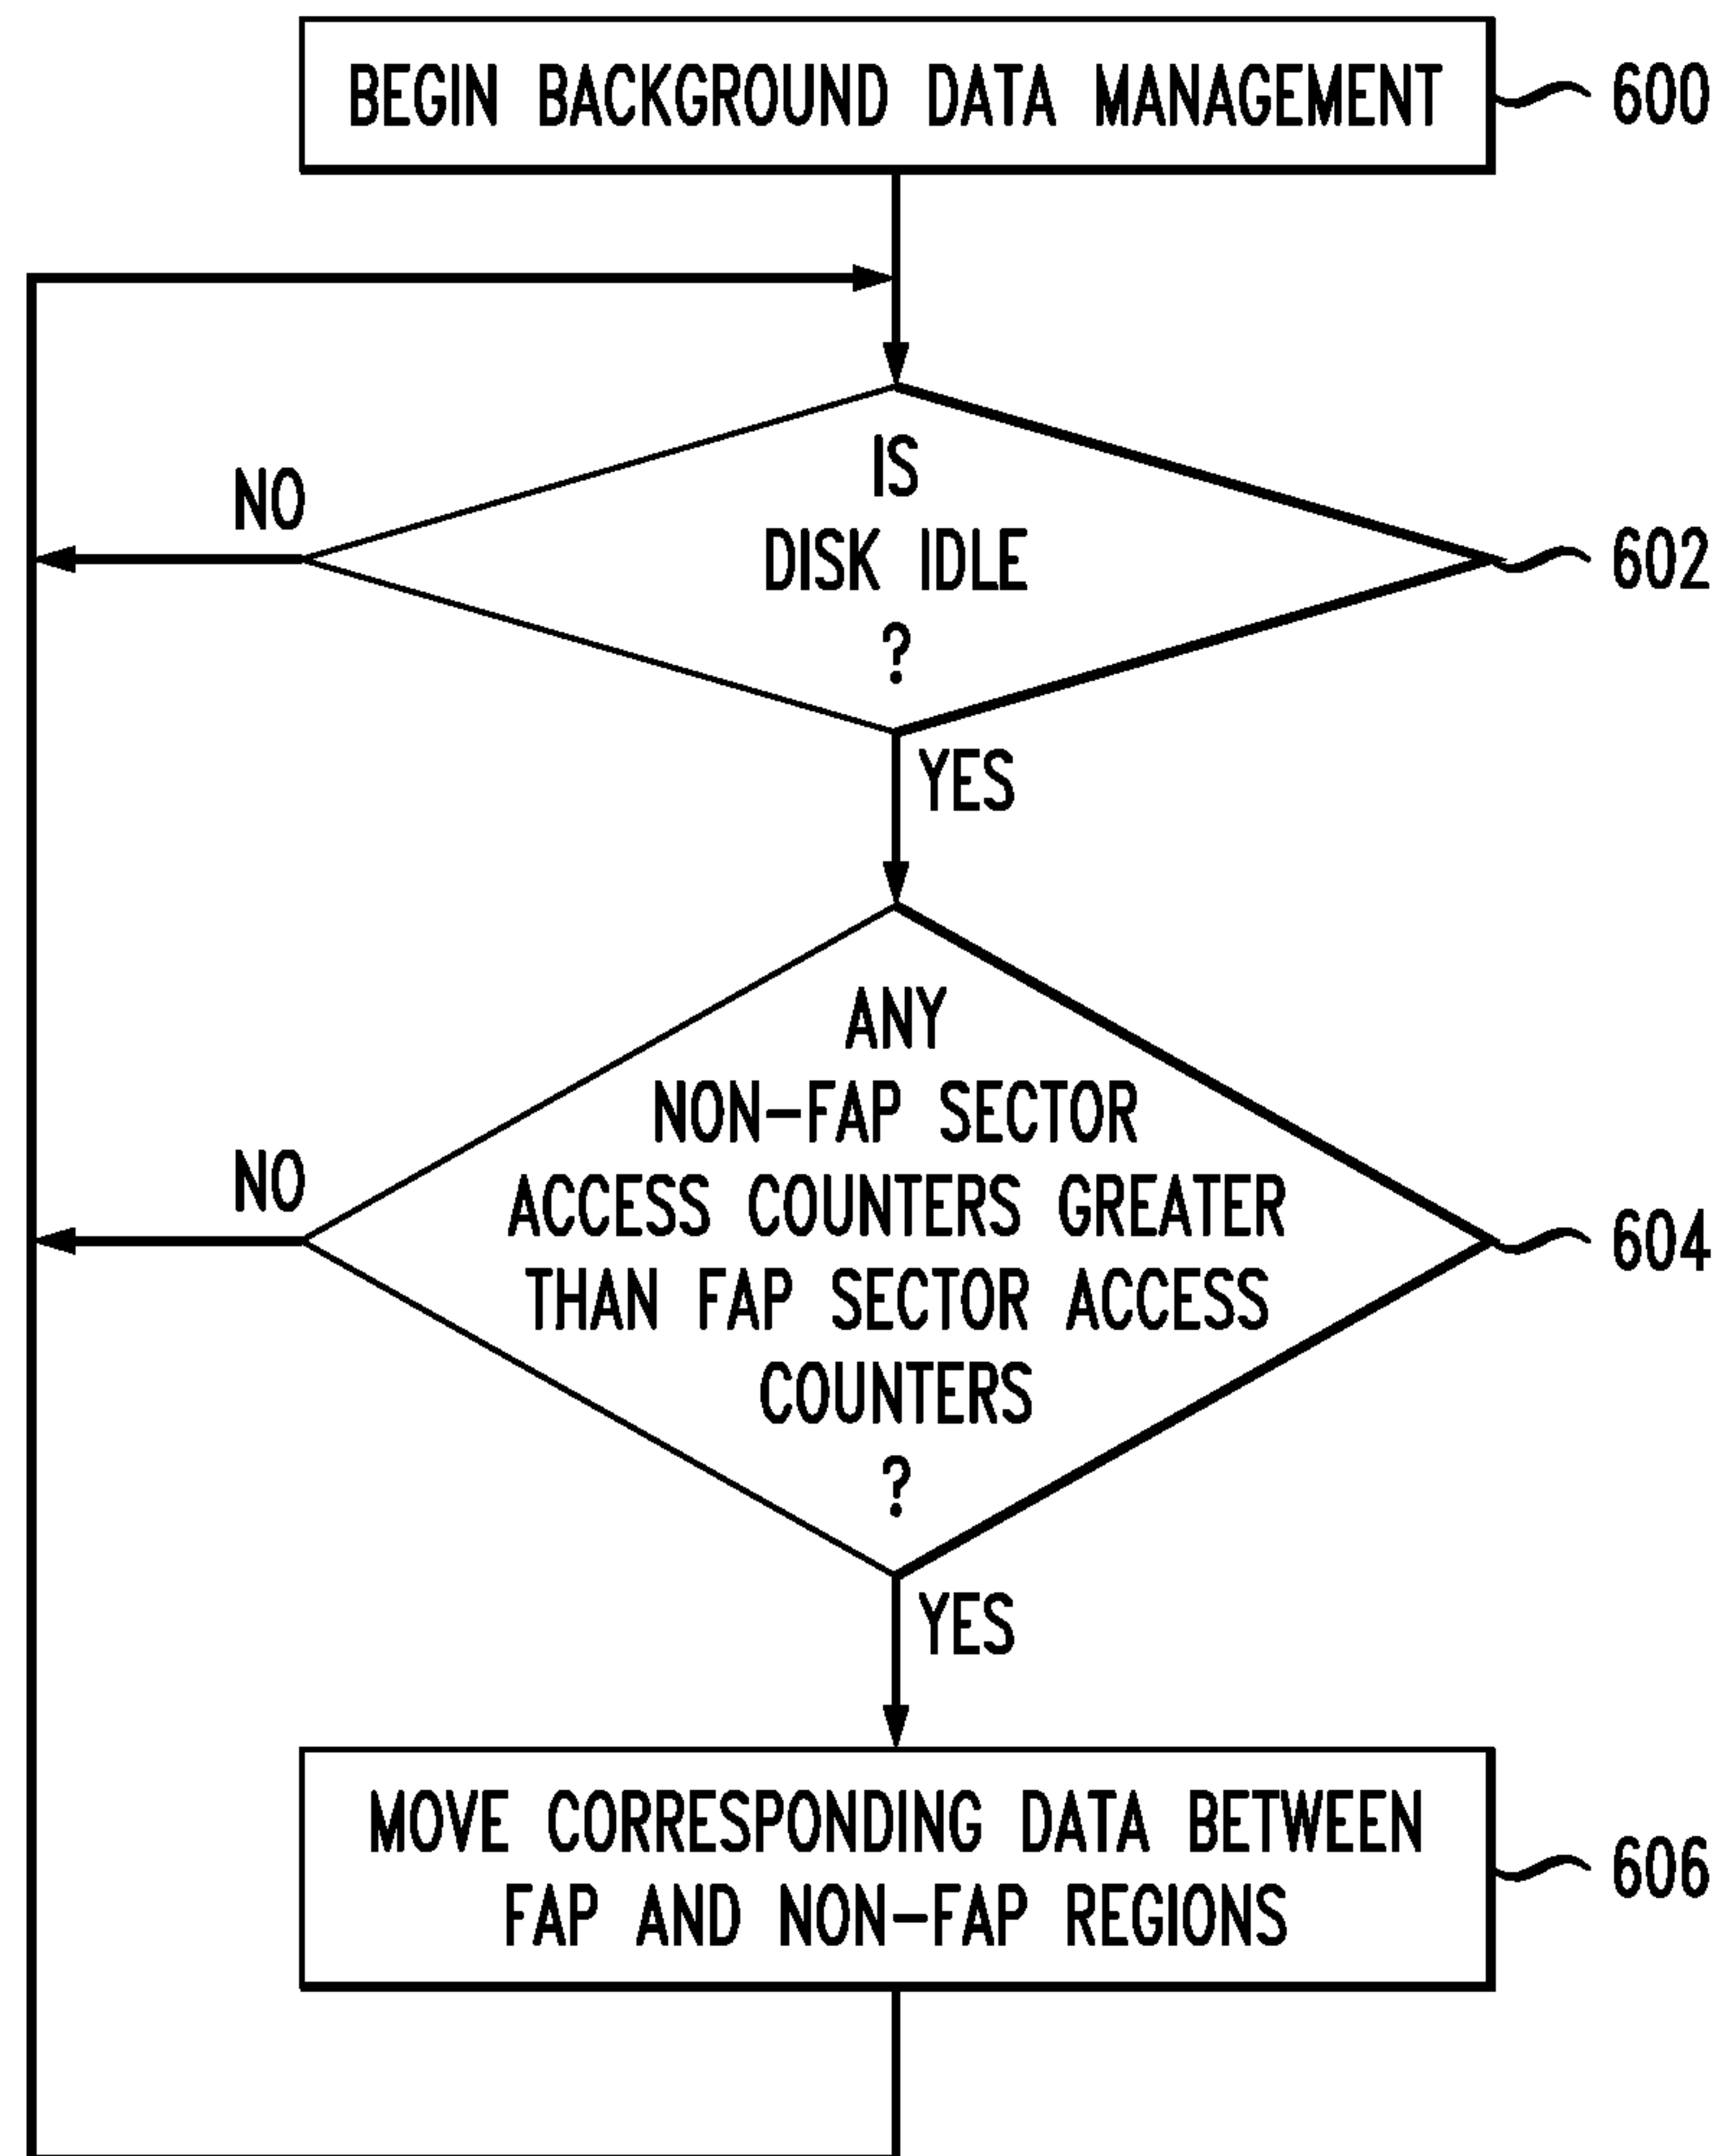 BEGIN BACKGROUND DATA MANAGEMENT
600
IS
DISK IDLE
?
NO
602
YES
ANY
NON-FAP SECTOR
ACCESS COUNTERS GREATER
THAN FAP SECTOR ACCESS
COUNTERS
?
NO
604
YES
MOVE CORRESPONDING DATA BETWEEN
FAP AND NON-FAP REGIONS
606